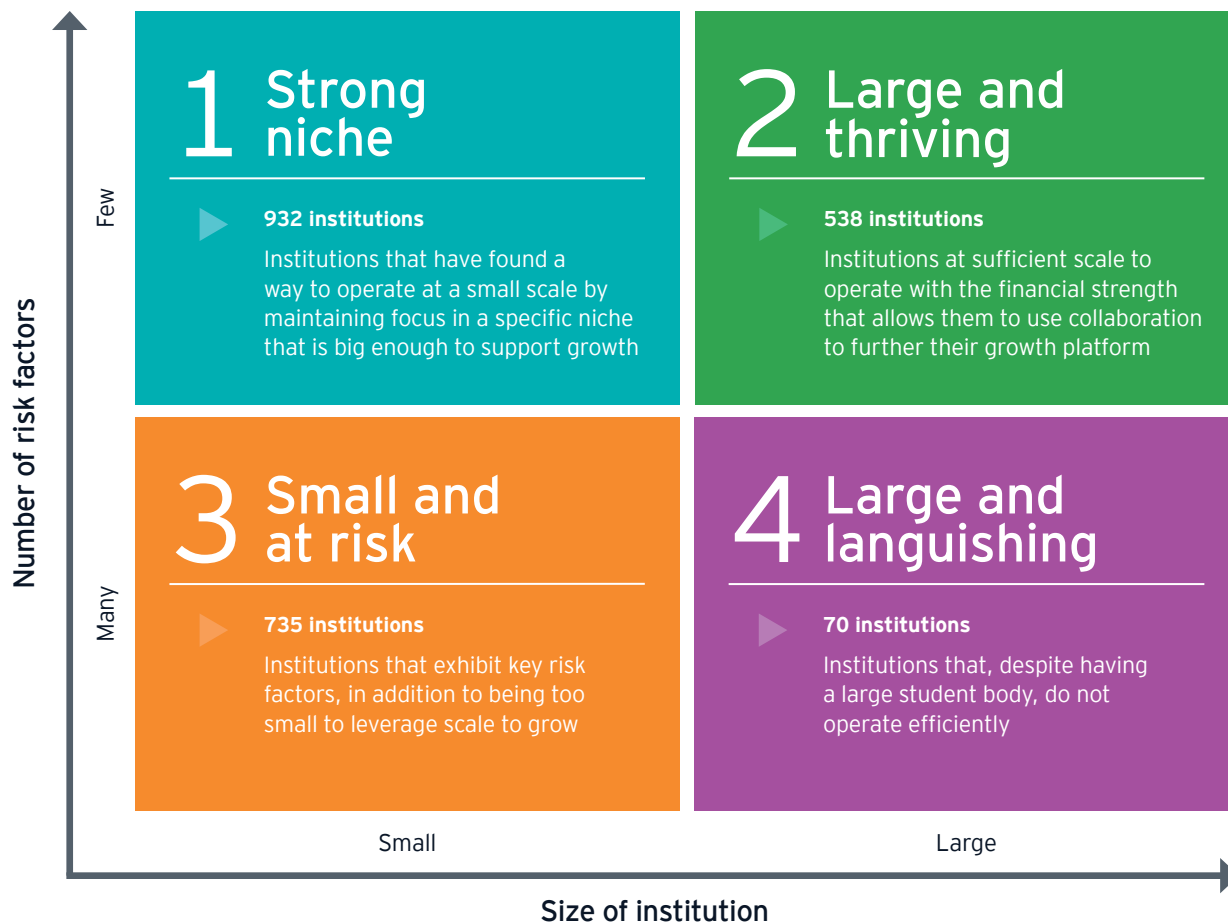 Number of risk factors
Few
Many
1
Strong
niche
932 institutions
Institutions that have found a
way to operate at a small scale by
maintaining focus in a specific niche
that is big enough to support growth
2
Large and
thriving
538 institutions
Institutions at sufficient scale to
operate with the financial strength
that allows them to use collaboration
to further their growth platform
3
Small and
at risk
735 institutions
Institutions that exhibit key risk
factors, in addition to being too
small to leverage scale to grow
4
Large and
languishing
70 institutions
Institutions that, despite having
a large student body, do not
operate efficiently
Small
Large
Size of institution